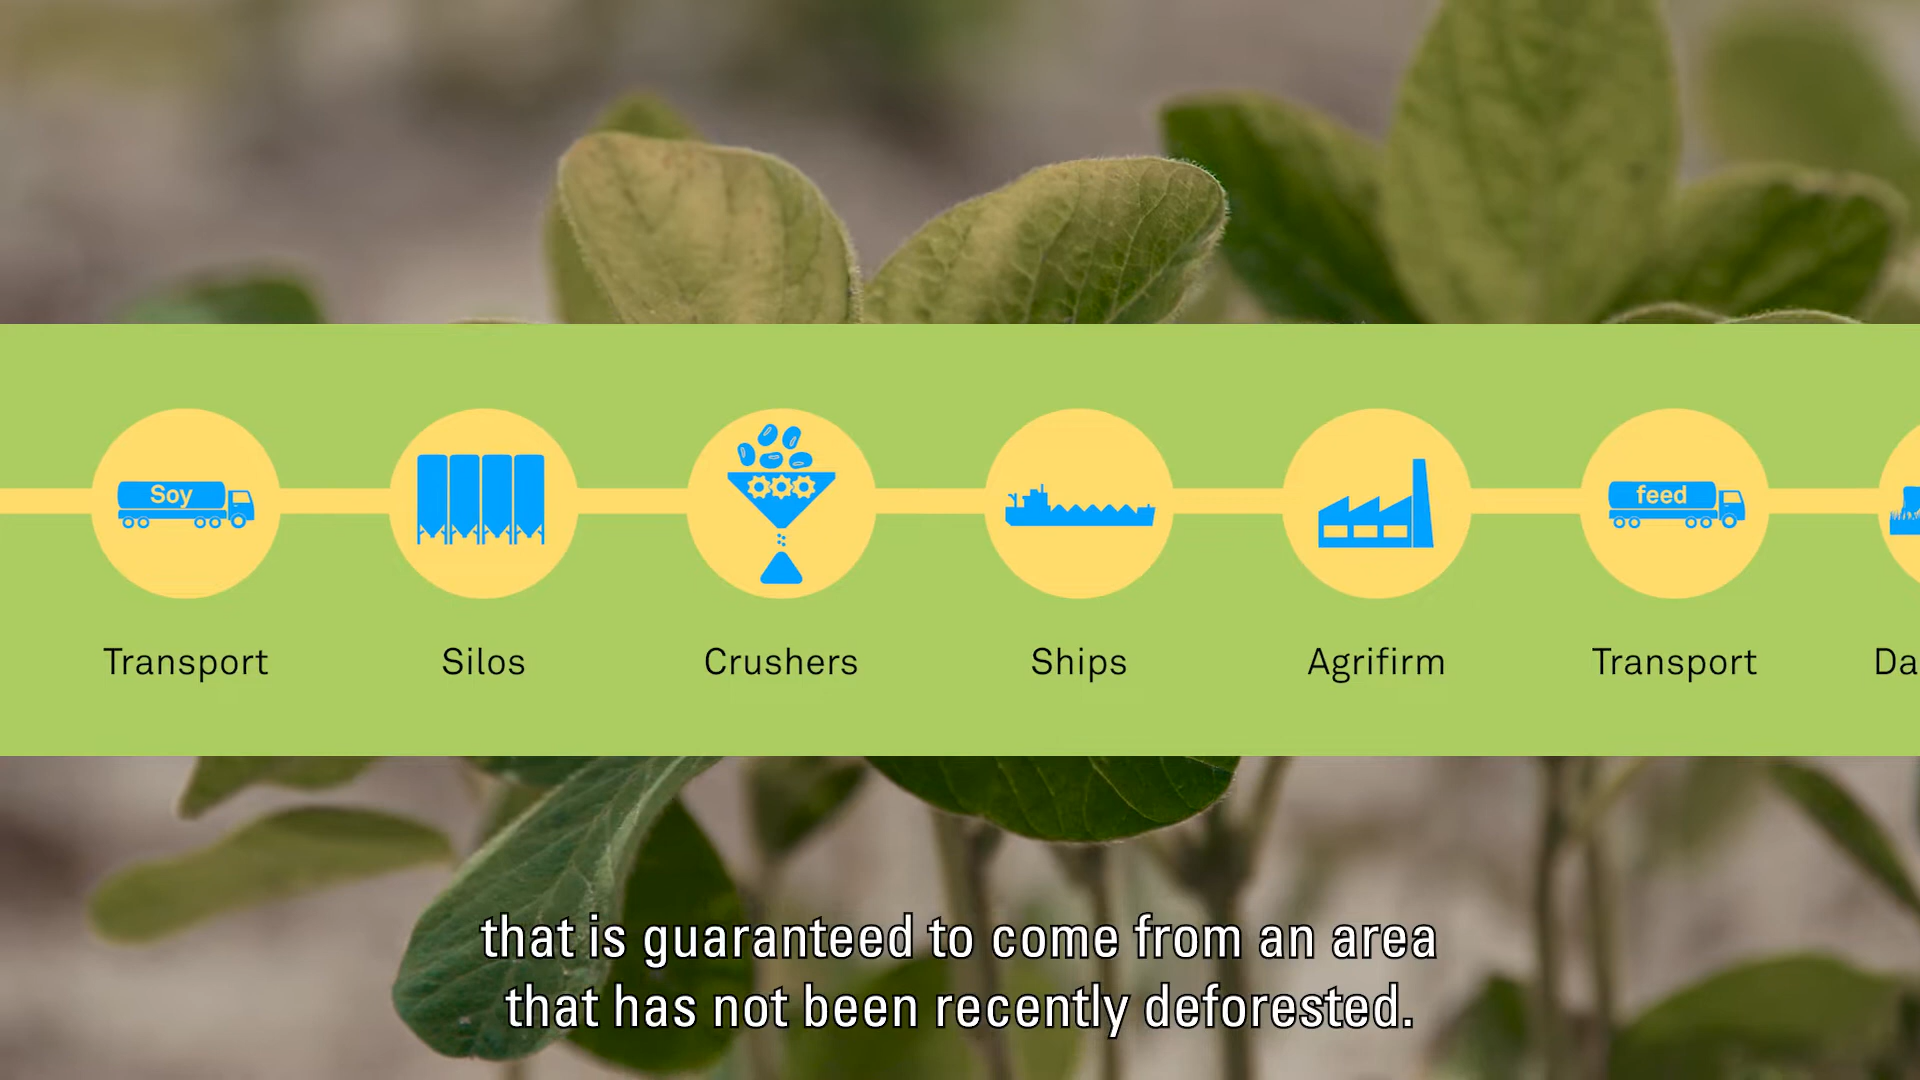 Soy
feed
Transport
Silos
Crushers
Ships
Agrifirm
Transport
Da
that is guaranteed to come from an area
that has not been recently deforested.